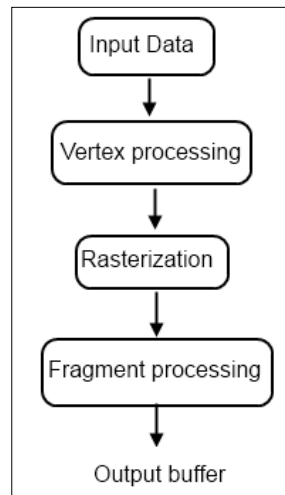 Input Data
Vertex processing
Rasterization
Fragment processing
Output buffer